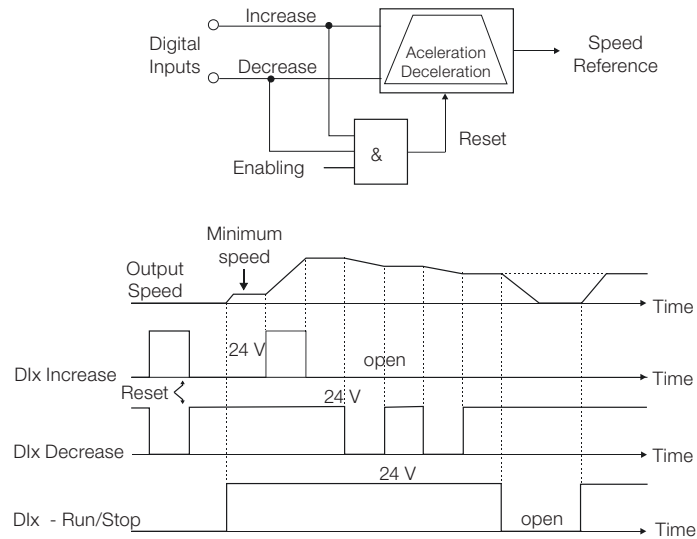 Increase
Digital
Inputs
Decrease
Aceleration
Deceleration
Speed
Reference
&
Reset
Enabling
Minimum
speed
Output
Speed
Time
24 V
open
DIx Increase
Time
Reset
24 V
DIx Decrease
Time
24 V
DIx - Run/Stop
open
Time